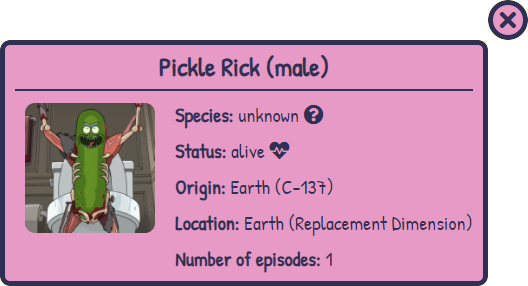 Pickle Rick (male)
Species: unknown
Status: alive
Origin: Earth (C-137)
Location: Earth (Replacement Dimension)
Number of episodes: 1